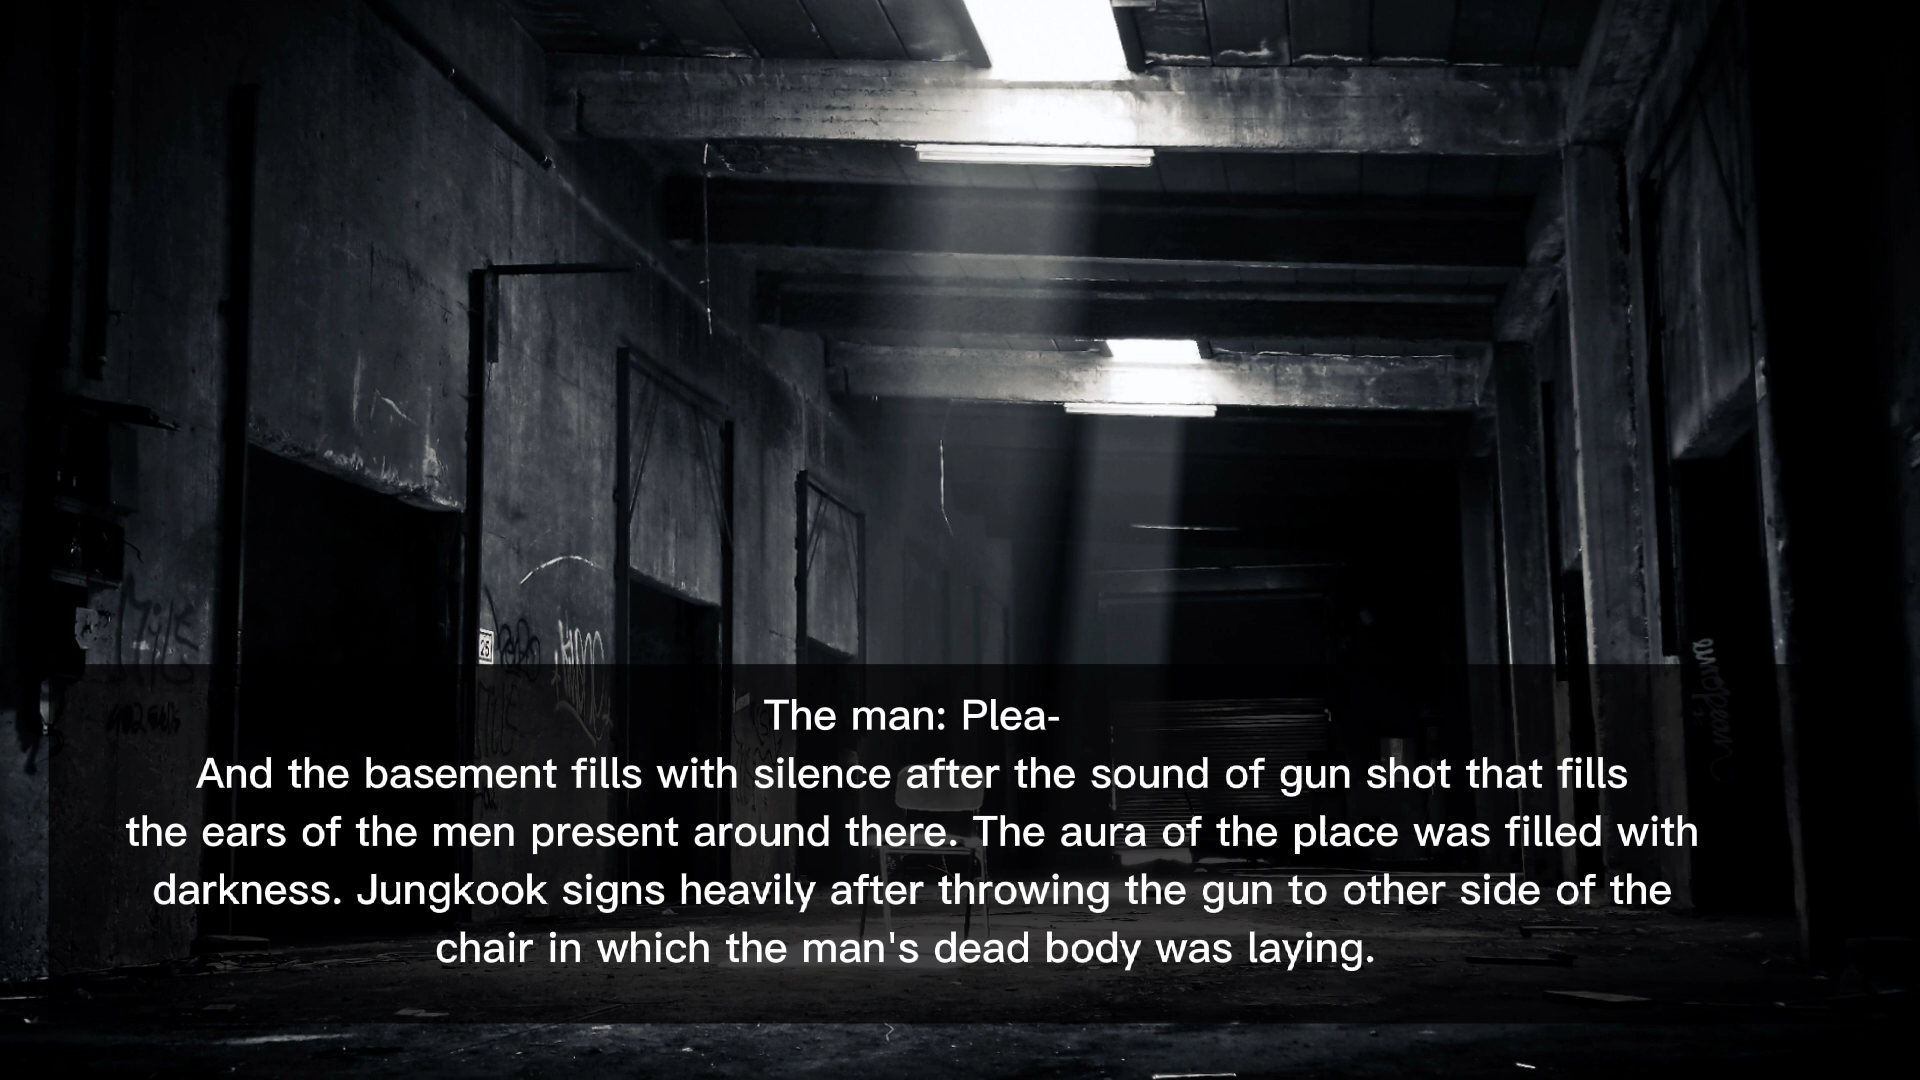 The man: Plea-
And the basement fills with silence after the sound of gun shot that fills
the ears of the men present around there. The aura of the place was filled with
darkness. Jungkook signs heavily after throwing the gun to other side of the
chair in which the man's dead body was laying.
25